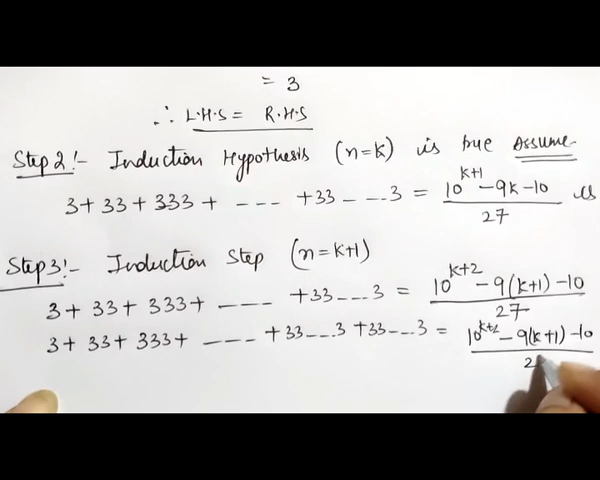 = 3
∴ L.H.S = R.H.S
Step 2:- Induction Hypothesis (n=k) is true Assume
3+33+333+ ---- +33----3 = (10^(k+1) -9k-10)/27 is
Step 3:- Induction Step (n=k+1)
3+33+333+ ---- +33---3 = (10^(k+2) -9(k+1)-10)/27
3+33+333+ ---- +33---3+33---3 = (10^(k+2) -9(k+1)-10)/2